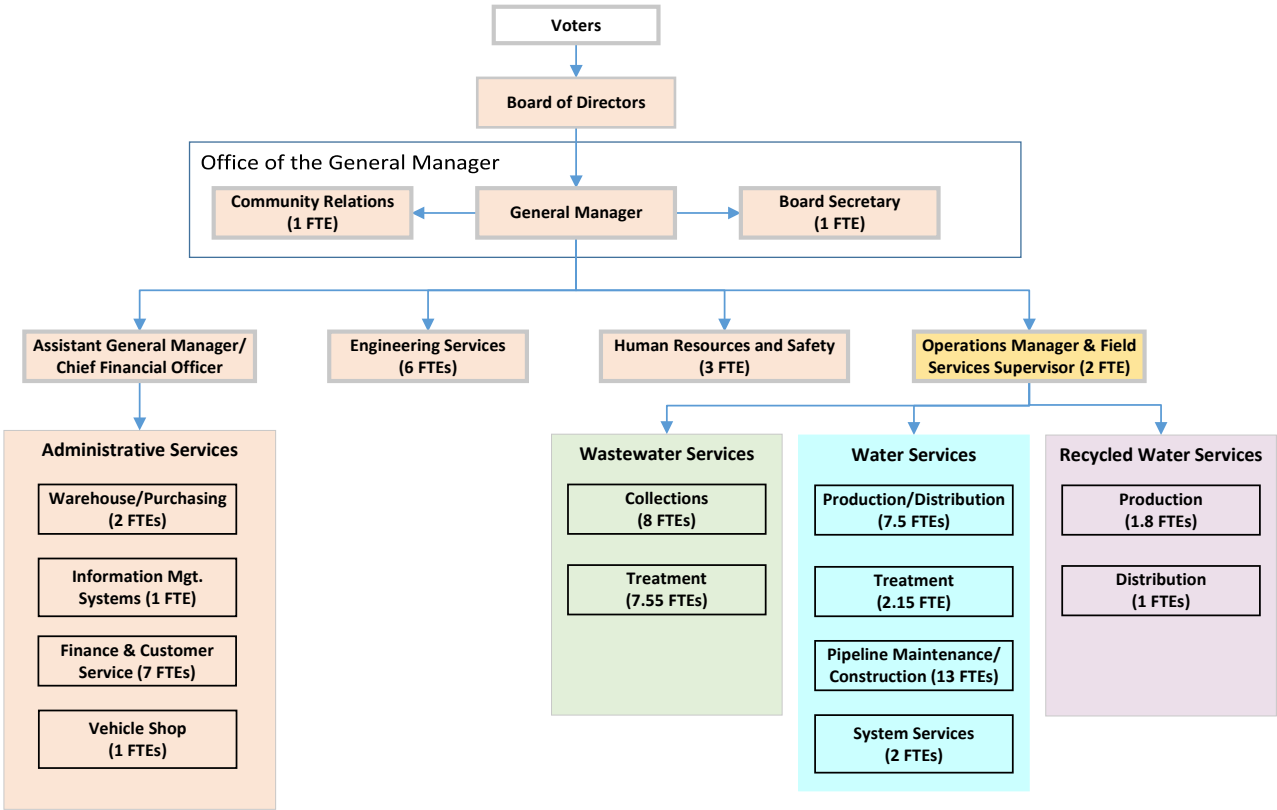 Voters
Board of Directors
Office of the General Manager
Community Relations
(1 FTE)
General Manager
Board Secretary
(1 FTE)
Assistant General Manager/
Chief Financial Officer
Engineering Services
(6 FTEs)
Human Resources and Safety
(3 FTE)
Operations Manager & Field
Services Supervisor (2 FTE)
Administrative Services
Warehouse/Purchasing
(2 FTEs)
Information Mgt.
Systems (1 FTE)
Finance & Customer
Service (7 FTEs)
Vehicle Shop
(1 FTEs)
Wastewater Services
Collections
(8 FTEs)
Treatment
(7.55 FTEs)
Water Services
Production/Distribution
(7.5 FTEs)
Treatment
(2.15 FTE)
Pipeline Maintenance/
Construction (13 FTEs)
System Services
(2 FTEs)
Recycled Water Services
Production
(1.8 FTEs)
Distribution
(1 FTEs)